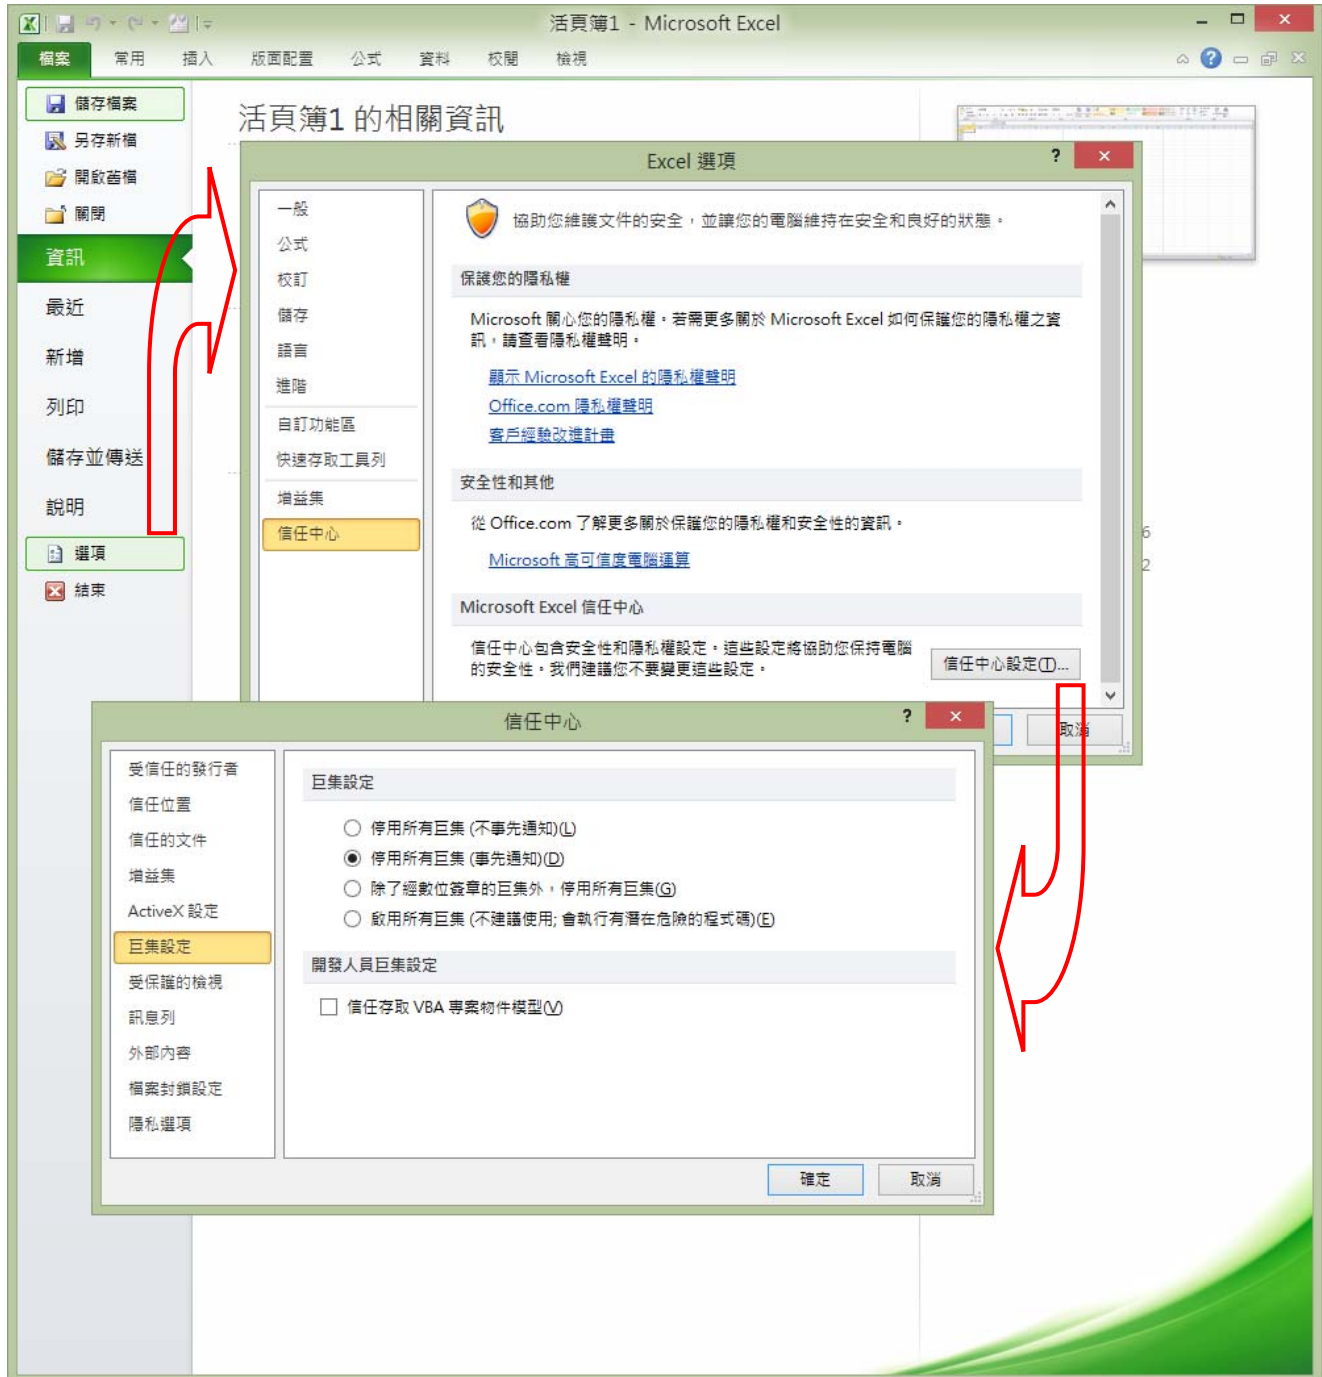 活頁簿1 - Microsoft Excel
檔案 常用 插入 版面配置 公式 資料 校閱 檢視
儲存檔案
另存新檔
開啟舊檔
關閉
資訊
最近
新增
列印
儲存並傳送
說明
選項
結束
活頁簿1 的相關資訊
6
2
Excel 選項
一般
公式
校訂
儲存
語言
進階
自訂功能區
快速存取工具列
增益集
信任中心
協助您維護文件的安全，並讓您的電腦維持在安全和良好的狀態。
保護您的隱私權
Microsoft 關心您的隱私權。若需更多關於 Microsoft Excel 如何保護您的隱私權之資
訊，請查看隱私權聲明。
顯示 Microsoft Excel 的隱私權聲明
Office.com 隱私權聲明
客戶經驗改進計畫
安全性和其他
從 Office.com 了解更多關於保護您的隱私權和安全性的資訊。
Microsoft 高可信度電腦運算
Microsoft Excel 信任中心
信任中心包含安全性和隱私權設定。這些設定將協助您保持電腦
的安全性。我們建議您不要變更這些設定。
信任中心設定(T)...
取消
信任中心
受信任的發行者
信任位置
信任的文件
增益集
ActiveX 設定
巨集設定
受保護的檢視
訊息列
外部內容
檔案封鎖設定
隱私選項
巨集設定
停用所有巨集 (不事先通知)(L)
停用所有巨集 (事先通知)(D)
除了經數位簽章的巨集外，停用所有巨集(G)
啟用所有巨集 (不建議使用; 會執行有潛在危險的程式碼)(E)
開發人員巨集設定
信任存取 VBA 專案物件模型(V)
確定 取消